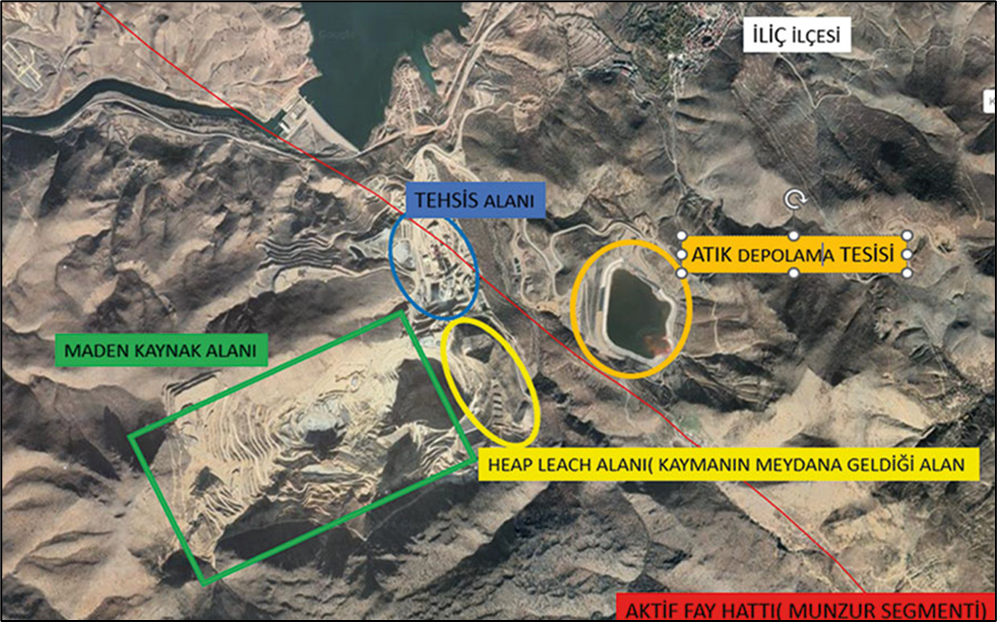 İLİÇ İLÇESİ
K
TEHSİS ALANI
ATIK DEPOLAMA TESİSİ
MADEN KAYNAK ALANI
HEAP LEACH ALANI( KAYMANIN MEYDANA GELDİĞİ ALAN
AKTİF FAY HATTI( MUNZUR SEGMENTİ)